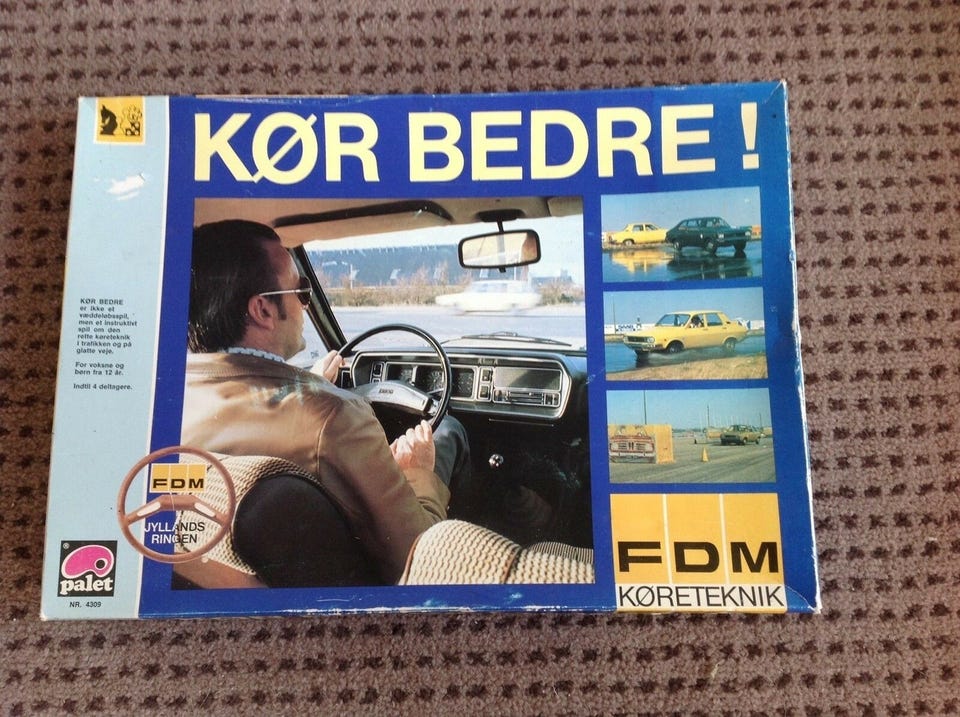 KØR BEDRE!
KØR BEDRE
er ikke et
væddeløbsspil,
men et instruktivt
spil om den
rette køreteknik
i trafikken og på
glatte veje.
For voksne og
børn fra 12 år.
Indtil 4 deltagere.
FDM
JYLLANDS
RINGEN
FDM
KØRETEKNIK
palet
NR. 4309